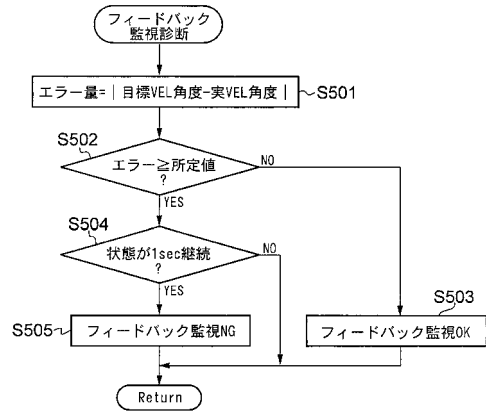 フィードバック
監視診断
エラー量=｜目標VEL角度-実VEL角度｜
S501
S502
エラー≧所定値
?
NO
YES
S504
状態が1sec継続
?
NO
YES
S503
S505
フィードバック監視NG
フィードバック監視OK
Return